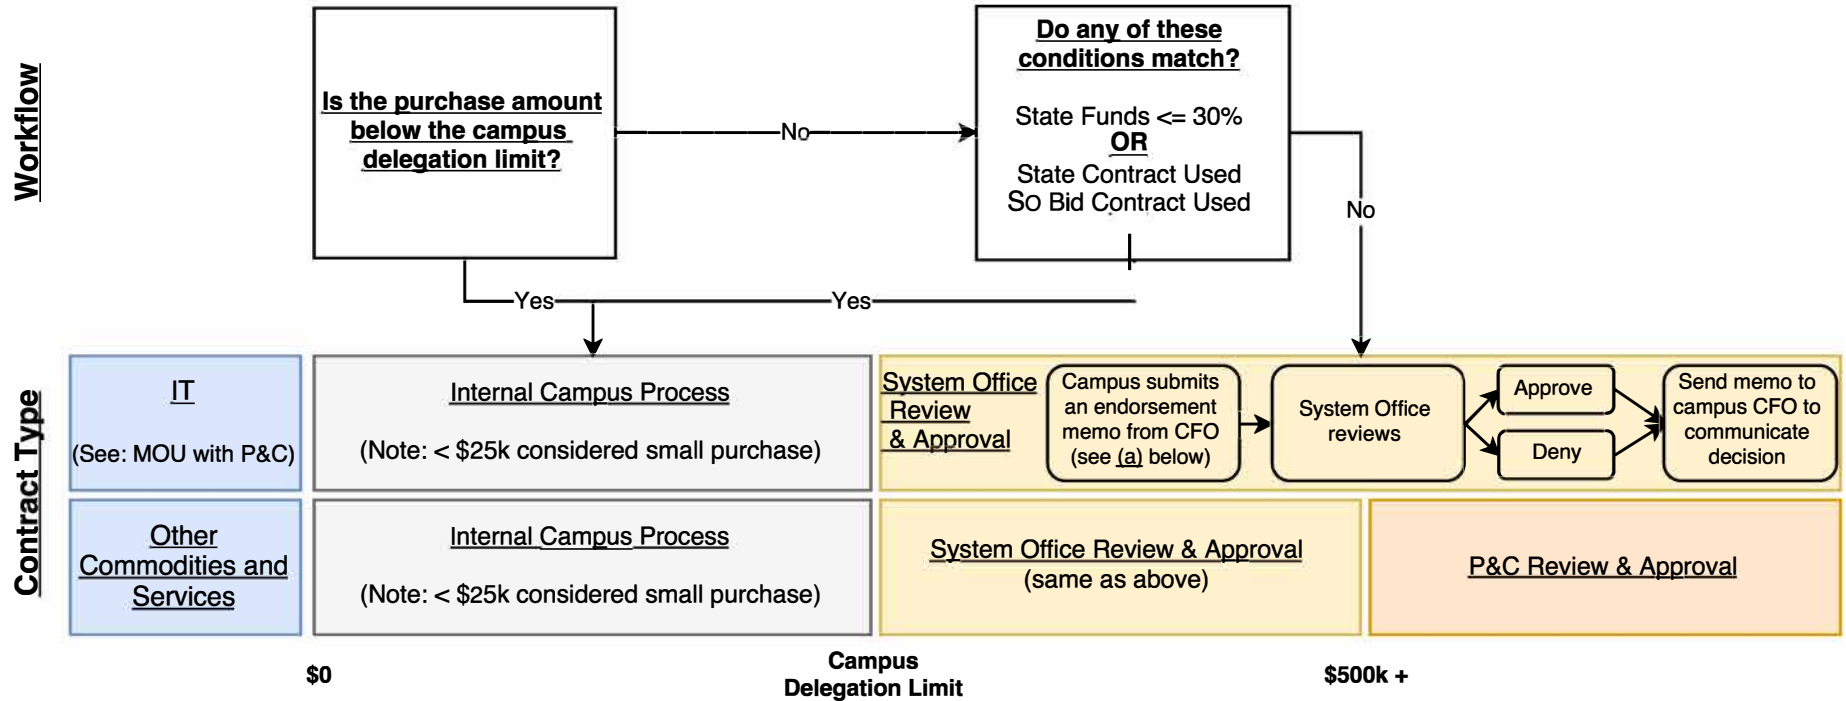 Workflow
Is the purchase amount
below the campus
delegation limit?
No
Do any of these
conditions match?
State Funds <= 30%
OR
State Contract Used
So Bid Contract Used
No
Yes
Yes
Contract Type
IT
(See: MOU with P&C)
Internal Campus Process
(Note: < $25k considered small purchase)
System Office
Review
& Approval
Campus submits
an endorsement
memo from CFO
(see (a) below)
System Office
reviews
Approve
Deny
Send memo to
campus CFO to
communicate
decision
Other
Commodities and
Services
Internal Campus Process
(Note: < $25k considered small purchase)
System Office Review & Approval
(same as above)
P&C Review & Approval
$0
Campus
Delegation Limit
$500k +